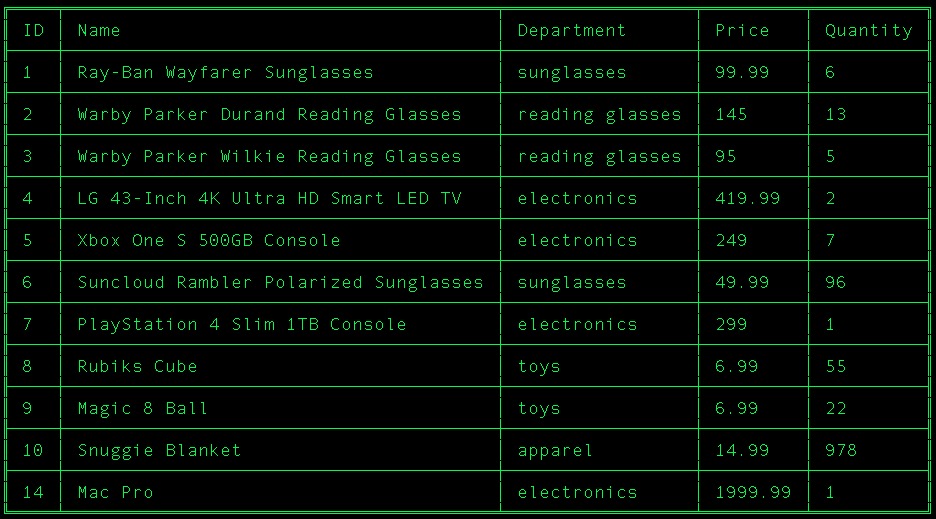 ID Name Department Price Quantity
1 Ray-Ban Wayfarer Sunglasses sunglasses 99.99 6
2 Warby Parker Durand Reading Glasses reading glasses 145 13
3 Warby Parker Wilkie Reading Glasses reading glasses 95 5
4 LG 43-Inch 4K Ultra HD Smart LED TV electronics 419.99 2
5 Xbox One S 500GB Console electronics 249 7
6 Suncloud Rambler Polarized Sunglasses sunglasses 49.99 96
7 PlayStation 4 Slim 1TB Console electronics 299 1
8 Rubiks Cube toys 6.99 55
9 Magic 8 Ball toys 6.99 22
10 Snuggie Blanket apparel 14.99 978
14 Mac Pro electronics 1999.99 1